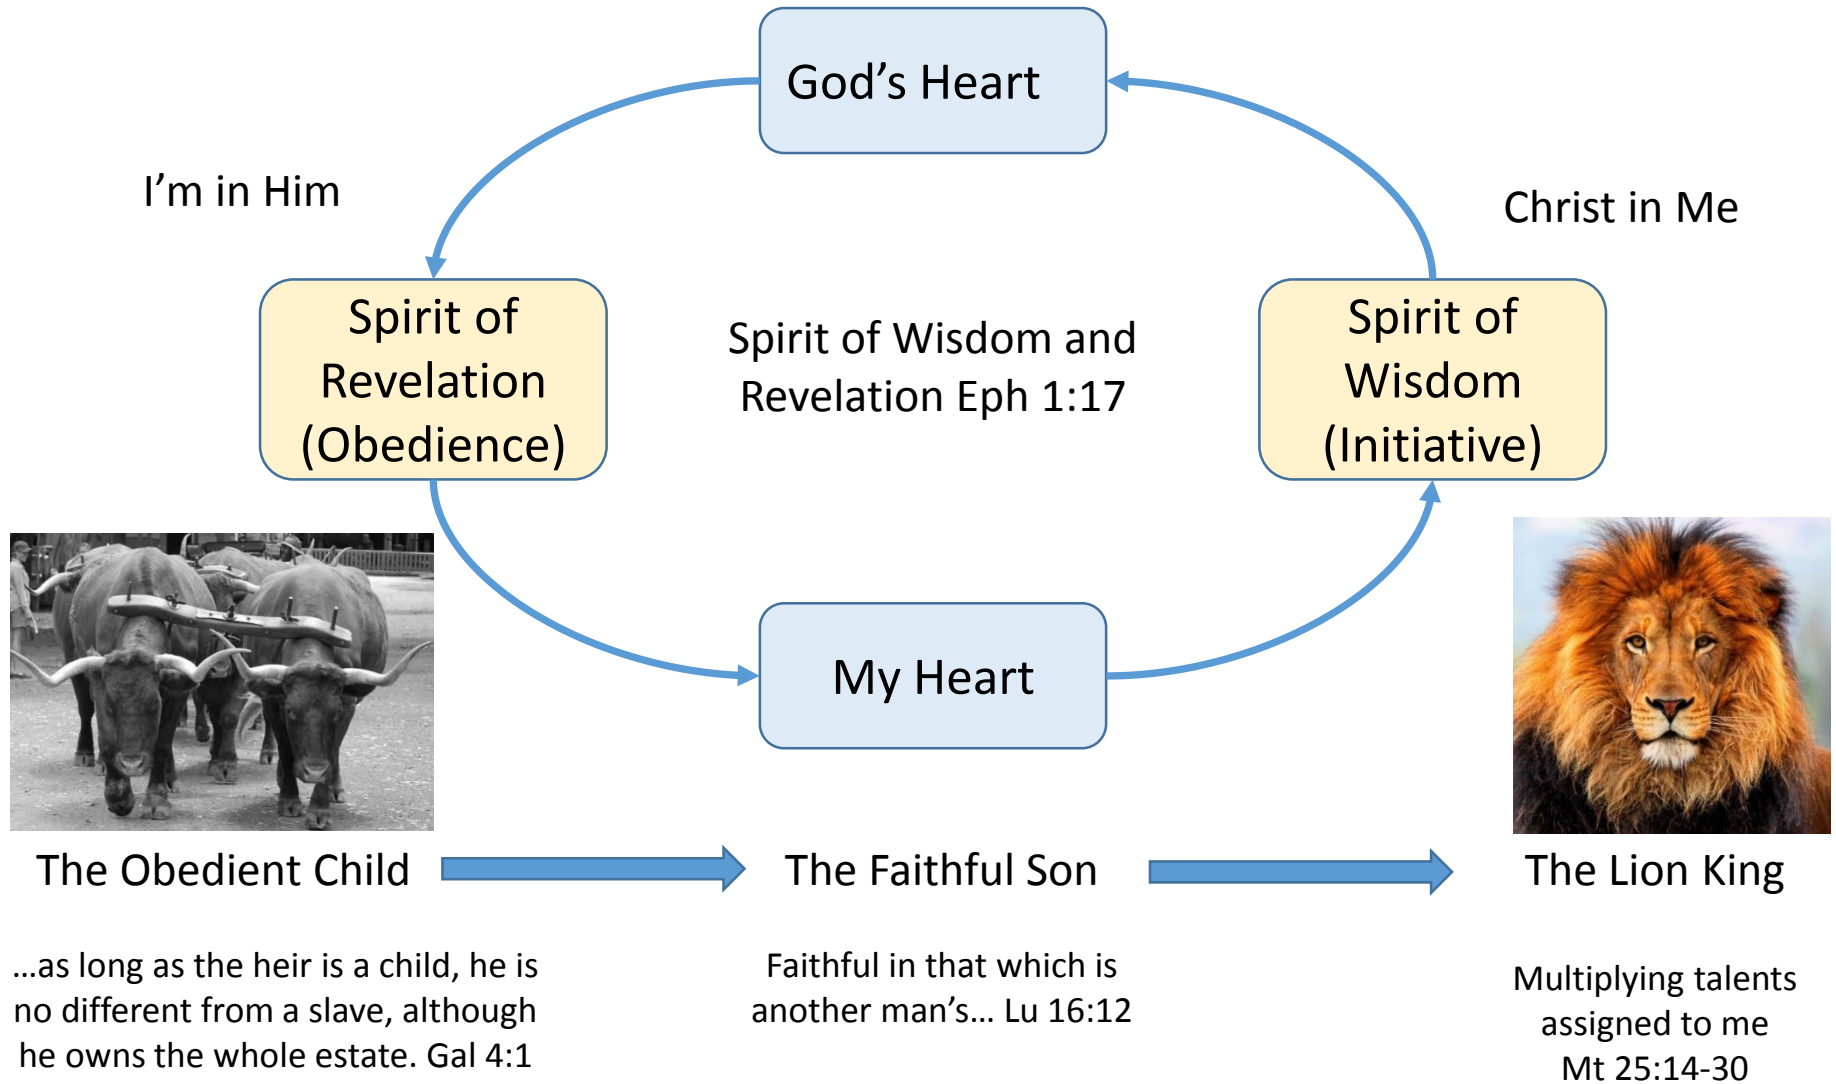 God’s Heart
I’m in Him
Christ in Me
Spirit of
Revelation
(Obedience)
Spirit of Wisdom and
Revelation Eph 1:17
Spirit of
Wisdom
(Initiative)
My Heart
The Obedient Child
The Faithful Son
The Lion King
…as long as the heir is a child, he is
no different from a slave, although
he owns the whole estate. Gal 4:1
Faithful in that which is
another man’s… Lu 16:12
Multiplying talents
assigned to me
Mt 25:14-30